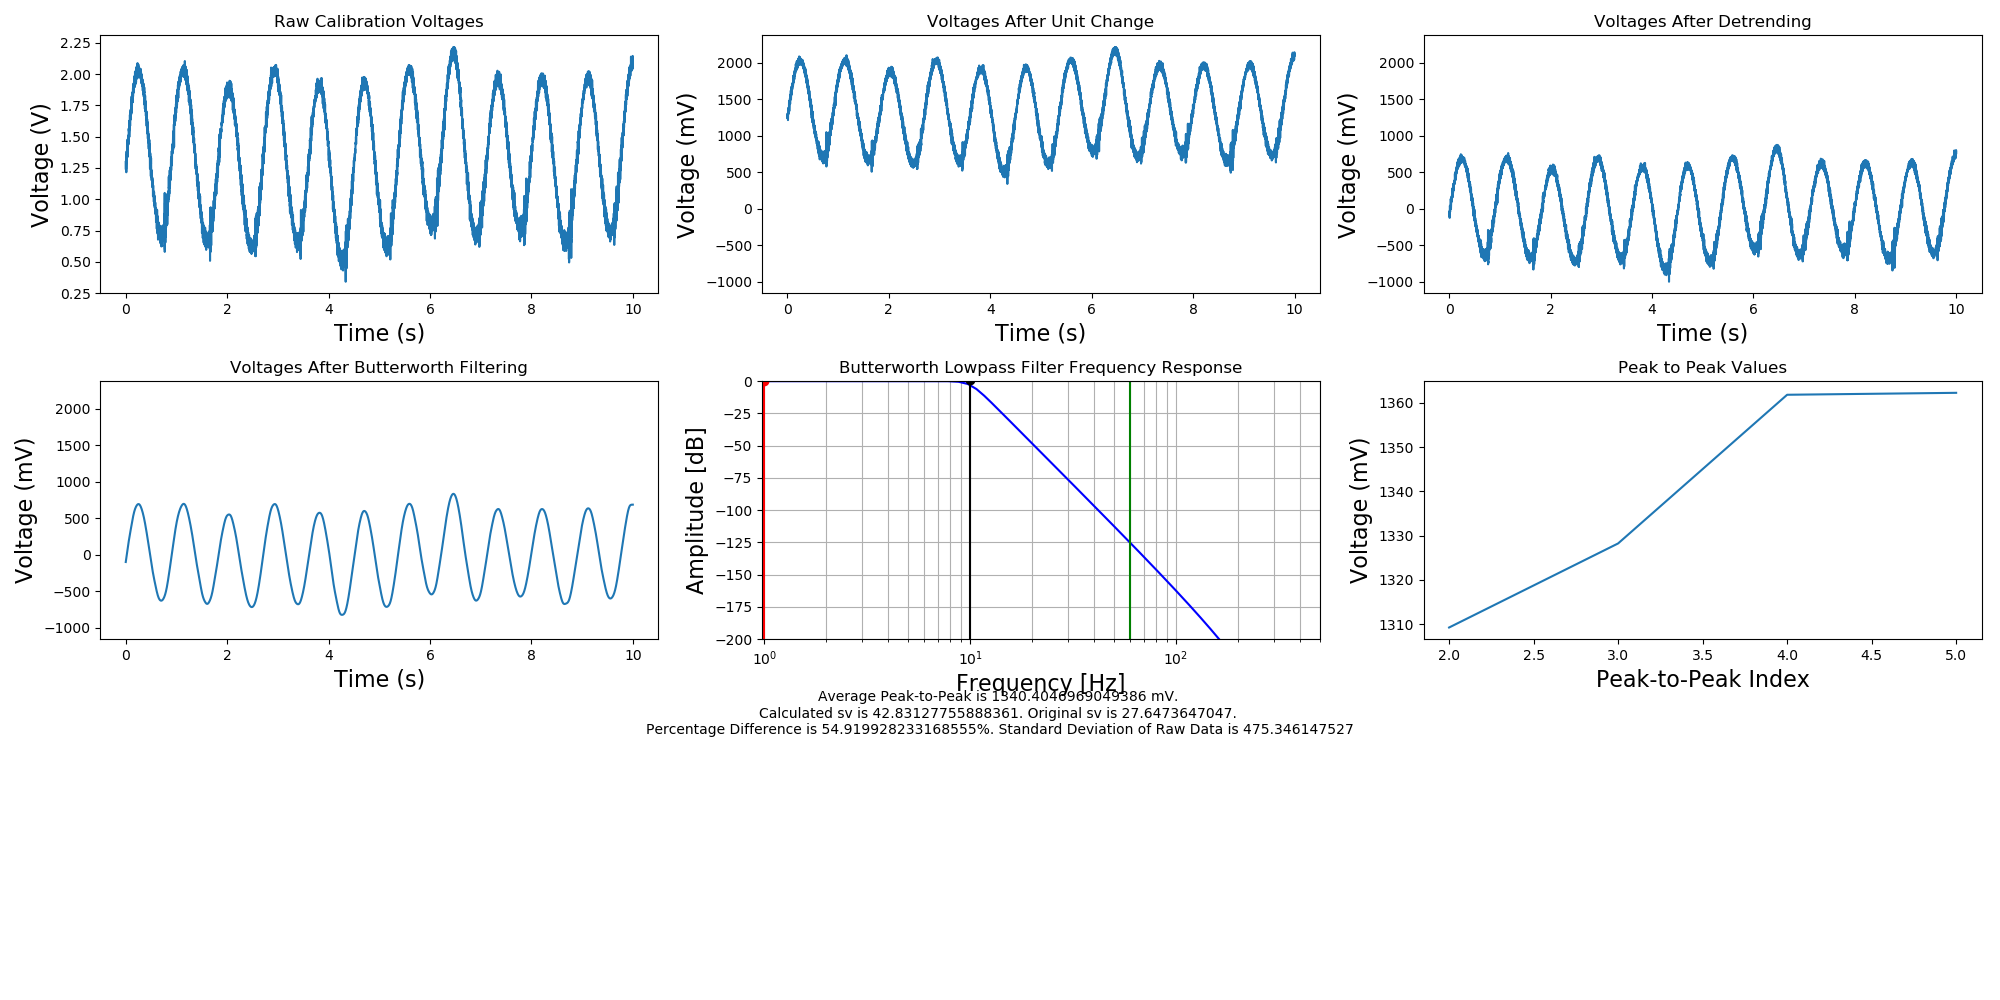 Raw Calibration Voltages
Voltage (V)
2.25
2.00
1.75
1.50
1.25
1.00
0.75
0.50
0.25
0 2 4 6 8 10
Time (s)
Voltages After Unit Change
Voltage (mV)
2000
1500
1000
500
0
−500
−1000
0 2 4 6 8 10
Time (s)
Voltages After Detrending
Voltage (mV)
2000
1500
1000
500
0
−500
−1000
0 2 4 6 8 10
Time (s)
Voltages After Butterworth Filtering
Voltage (mV)
2000
1500
1000
500
0
−500
−1000
0 2 4 6 8 10
Time (s)
Butterworth Lowpass Filter Frequency Response
Amplitude [dB]
0
−25
−50
−75
−100
−125
−150
−175
−200
10⁰ 10¹ 10²
Frequency [Hz]
Peak to Peak Values
Voltage (mV)
1360
1350
1340
1330
1320
1310
2.0 2.5 3.0 3.5 4.0 4.5 5.0
Peak-to-Peak Index
Average Peak-to-Peak is 1340.4046969049386 mV.
Calculated sv is 42.83127755888361. Original sv is 27.6473647047.
Percentage Difference is 54.919928233168555%. Standard Deviation of Raw Data is 475.346147527